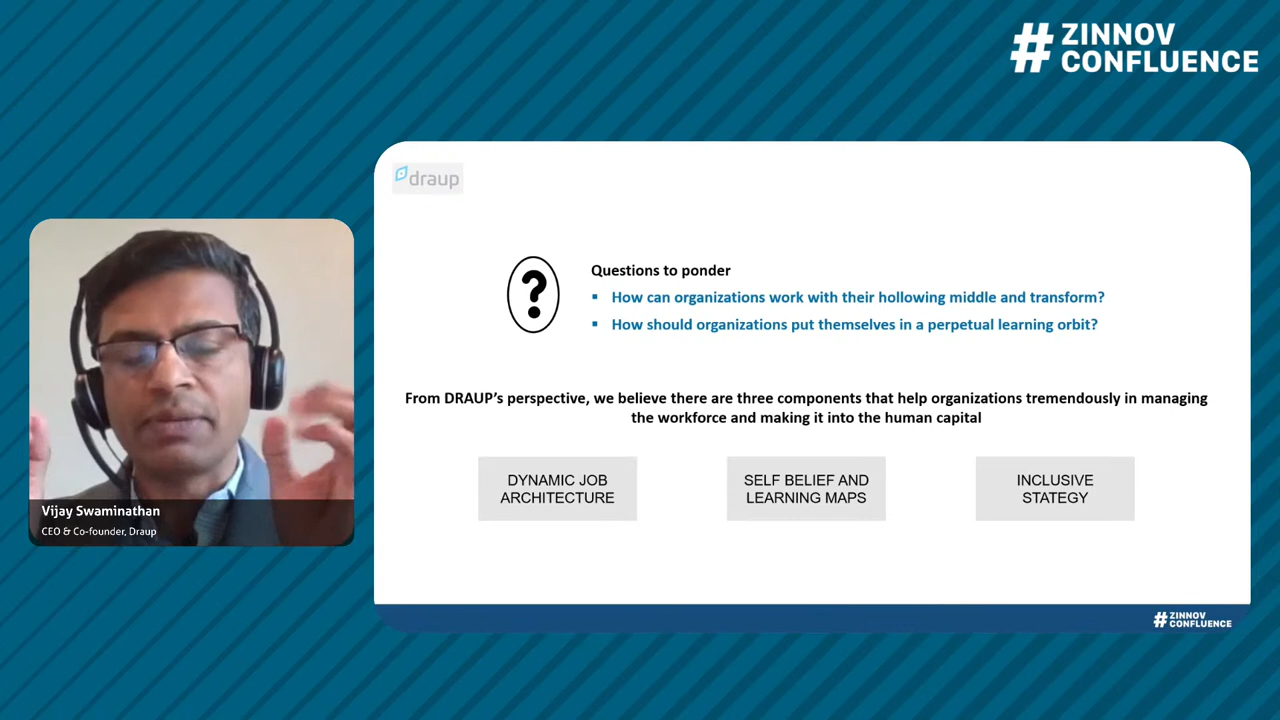 # ZINNOV
CONFLUENCE
draup
?
Questions to ponder
▪ How can organizations work with their hollowing middle and transform?
▪ How should organizations put themselves in a perpetual learning orbit?
From DRAUP's perspective, we believe there are three components that help organizations tremendously in managing
the workforce and making it into the human capital
DYNAMIC JOB
ARCHITECTURE
SELF BELIEF AND
LEARNING MAPS
INCLUSIVE
STATEGY
Vijay Swaminathan
CEO & Co-founder, Draup
# ZINNOV
CONFLUENCE